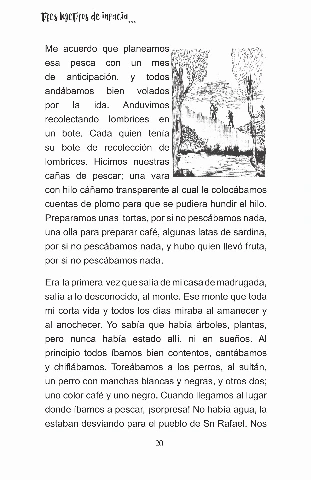 Me acuerdo que planeamos
esa pesca con un mes
de anticipación, y todos
andábamos bien volados
por la ida. Anduvimos
recolectando lombrices en
un bote. Cada quien tenía
su bote de recolección de
lombrices. Hicimos nuestras
cañas de pescar; una vara
con hilo cáñamo transparente al cual le colocábamos
cuentas de plomo para que se pudiera hundir el hilo.
Preparamos unas tortas, por si no pescábamos nada,
una olla para preparar café, algunas latas de sardina,
por si no pescábamos nada, y hubo quien llevó fruta,
por si no pescábamos nada.
Era la primera vez que salía de mi casa de madrugada,
salía a lo desconocido, al monte. Ese monte que toda
mi corta vida y todos los días miraba al amanecer y
al anochecer. Yo sabía que había árboles, plantas,
pero nunca había estado allí, ni en sueños. Al
principio todos íbamos bien contentos, cantábamos
y chiflábamos. Toreábamos a los perros, al sultán,
un perro con manchas blancas y negras, y otros dos;
uno color café y uno negro. Cuando llegamos al lugar
donde íbamos a pescar, ¡sorpresa! No había agua, la
estaban desviando para el pueblo de Sn Rafael. Nos
20